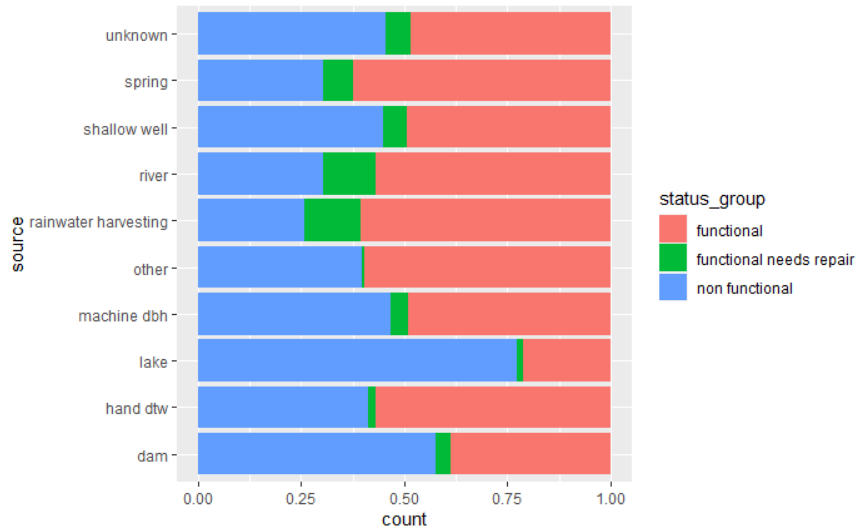 unknown
spring
shallow well
river
rainwater harvesting
other
machine dbh
lake
hand dtw
dam
source
0.00 0.25 0.50 0.75 1.00
count
status_group
functional
functional needs repair
non functional